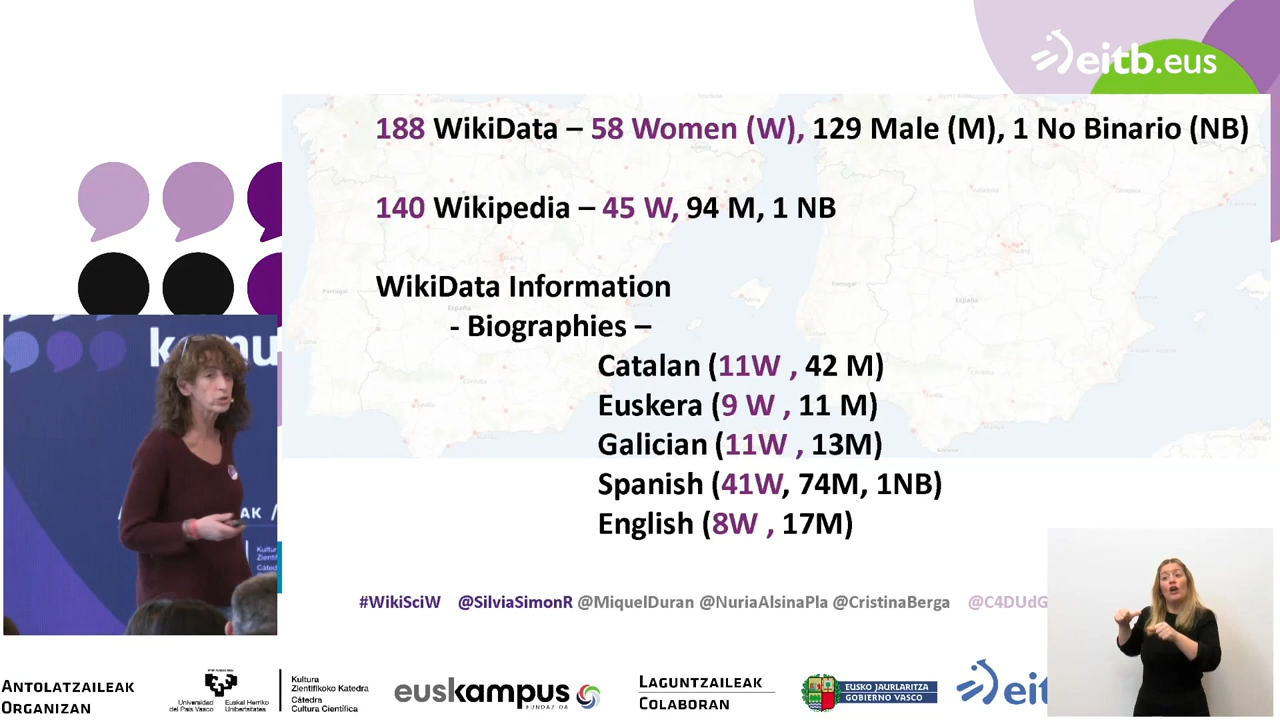 eitb.eus
188 WikiData – 58 Women (W), 129 Male (M), 1 No Binario (NB)
140 Wikipedia – 45 W, 94 M, 1 NB
WikiData Information
- Biographies –
Catalan (11W , 42 M)
Euskera (9 W , 11 M)
Galician (11W , 13M)
Spanish (41W, 74M, 1NB)
English (8W , 17M)
#WikiSciW @SilviaSimonR @MiquelDuran @NuriaAlsinaPla @CristinaBerga @C4DUdG
ANTOLATZAILEAK
ORGANIZAN
Universidad del País Vasco
Euskal Herriko Unibertsitatea
Kultura
Zientifikoko Katedra
Cátedra
Cultura Científica
euskampus
FUNDAZIOA
LAGUNTZAILEAK
COLABORAN
EUSKO JAURLARITZA
GOBIERNO VASCO
eit